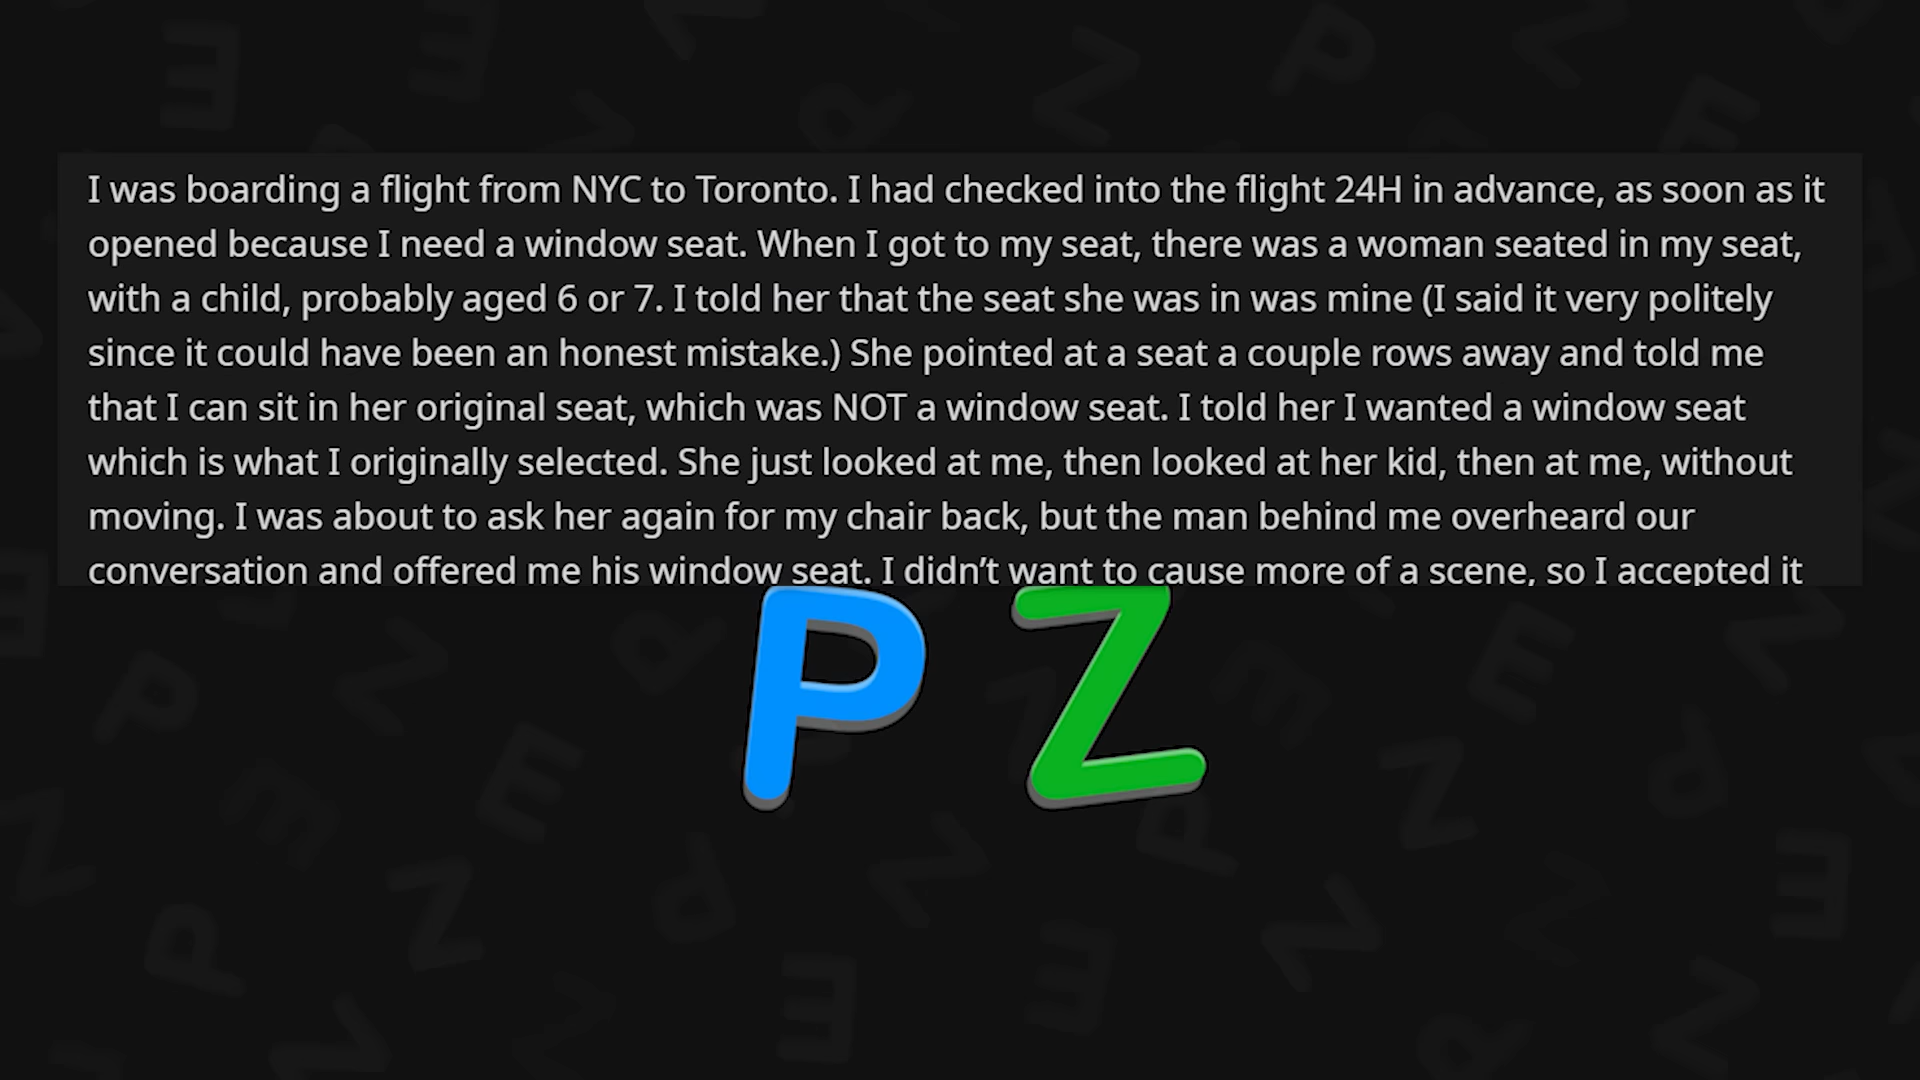 I was boarding a flight from NYC to Toronto. I had checked into the flight 24H in advance, as soon as it
opened because I need a window seat. When I got to my seat, there was a woman seated in my seat,
with a child, probably aged 6 or 7. I told her that the seat she was in was mine (I said it very politely
since it could have been an honest mistake.) She pointed at a seat a couple rows away and told me
that I can sit in her original seat, which was NOT a window seat. I told her I wanted a window seat
which is what I originally selected. She just looked at me, then looked at her kid, then at me, without
moving. I was about to ask her again for my chair back, but the man behind me overheard our
conversation and offered me his window seat. I didn’t want to cause more of a scene, so I accepted it
P Z